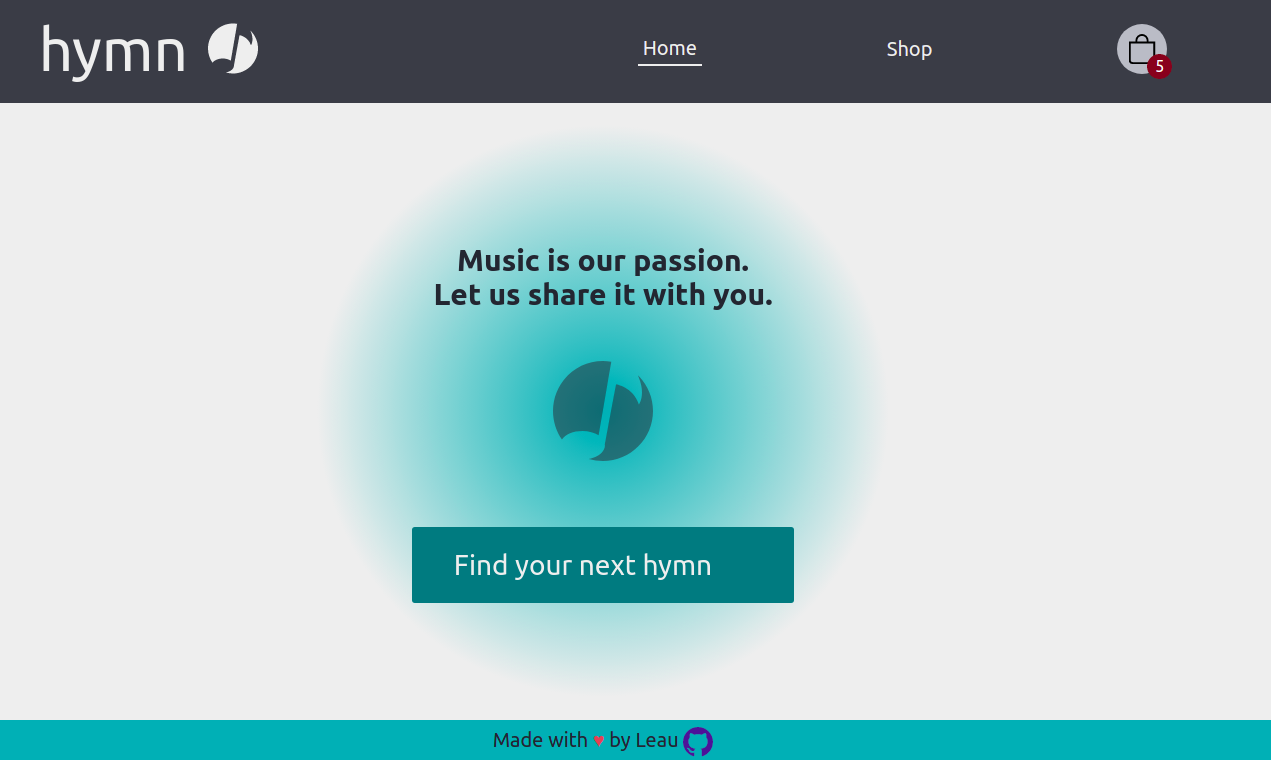 hymn
Home
Shop
5
Music is our passion.
Let us share it with you.
Find your next hymn
Made with ♥ by Leau